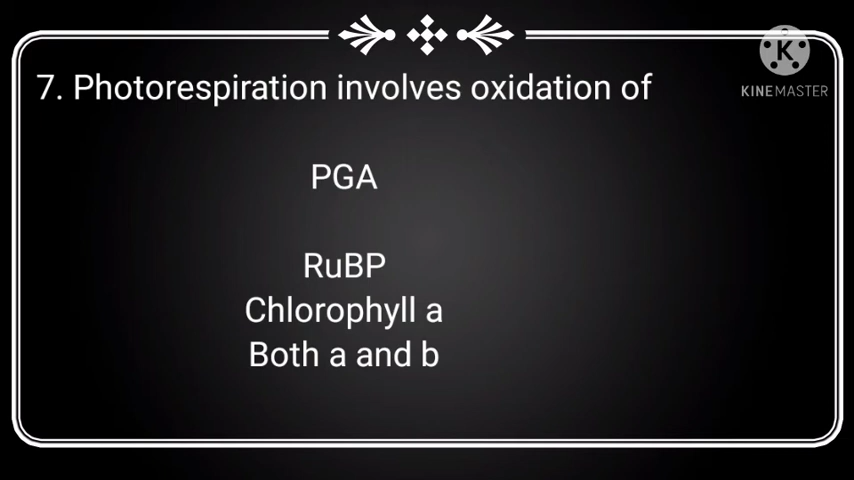 7. Photorespiration involves oxidation of
K
KINEMASTER
PGA
RuBP
Chlorophyll a
Both a and b